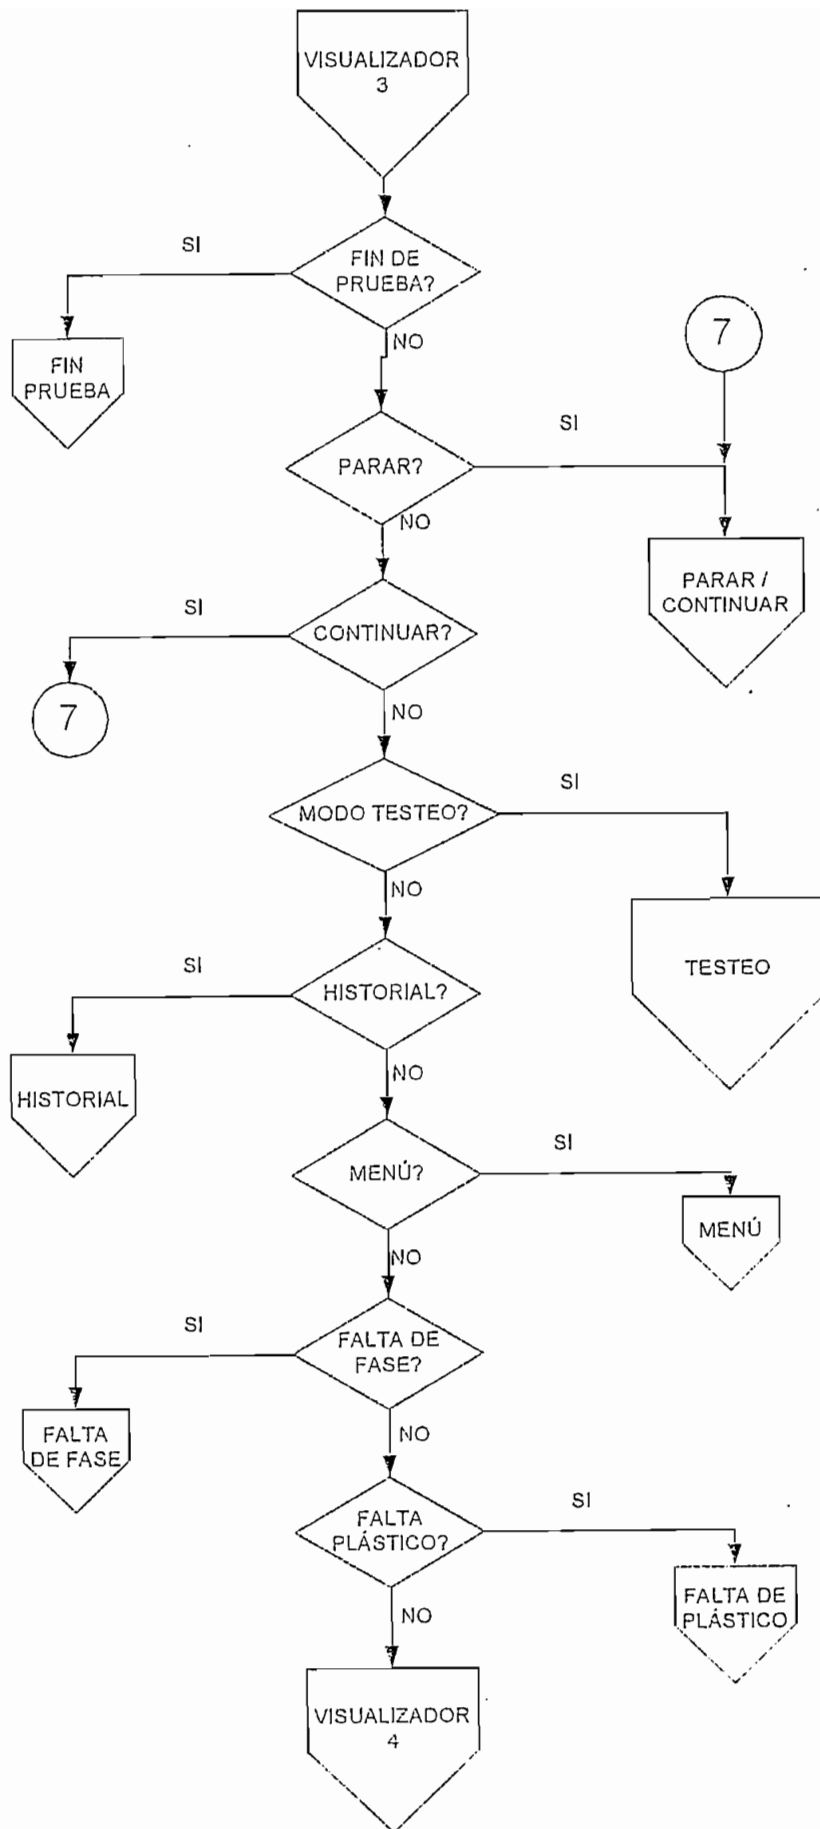 VISUALIZADOR
3
SI
FIN DE
PRUEBA?
NO
FIN
PRUEBA
7
SI
PARAR?
NO
PARAR /
CONTINUAR
SI
CONTINUAR?
7
NO
SI
MODO TESTEO?
NO
TESTEO
SI
HISTORIAL?
HISTORIAL
NO
SI
MENÚ?
MENÚ
NO
SI
FALTA DE
FASE?
FALTA
DE FASE
NO
SI
FALTA
PLÁSTICO?
FALTA DE
PLÁSTICO
NO
VISUALIZADOR
4